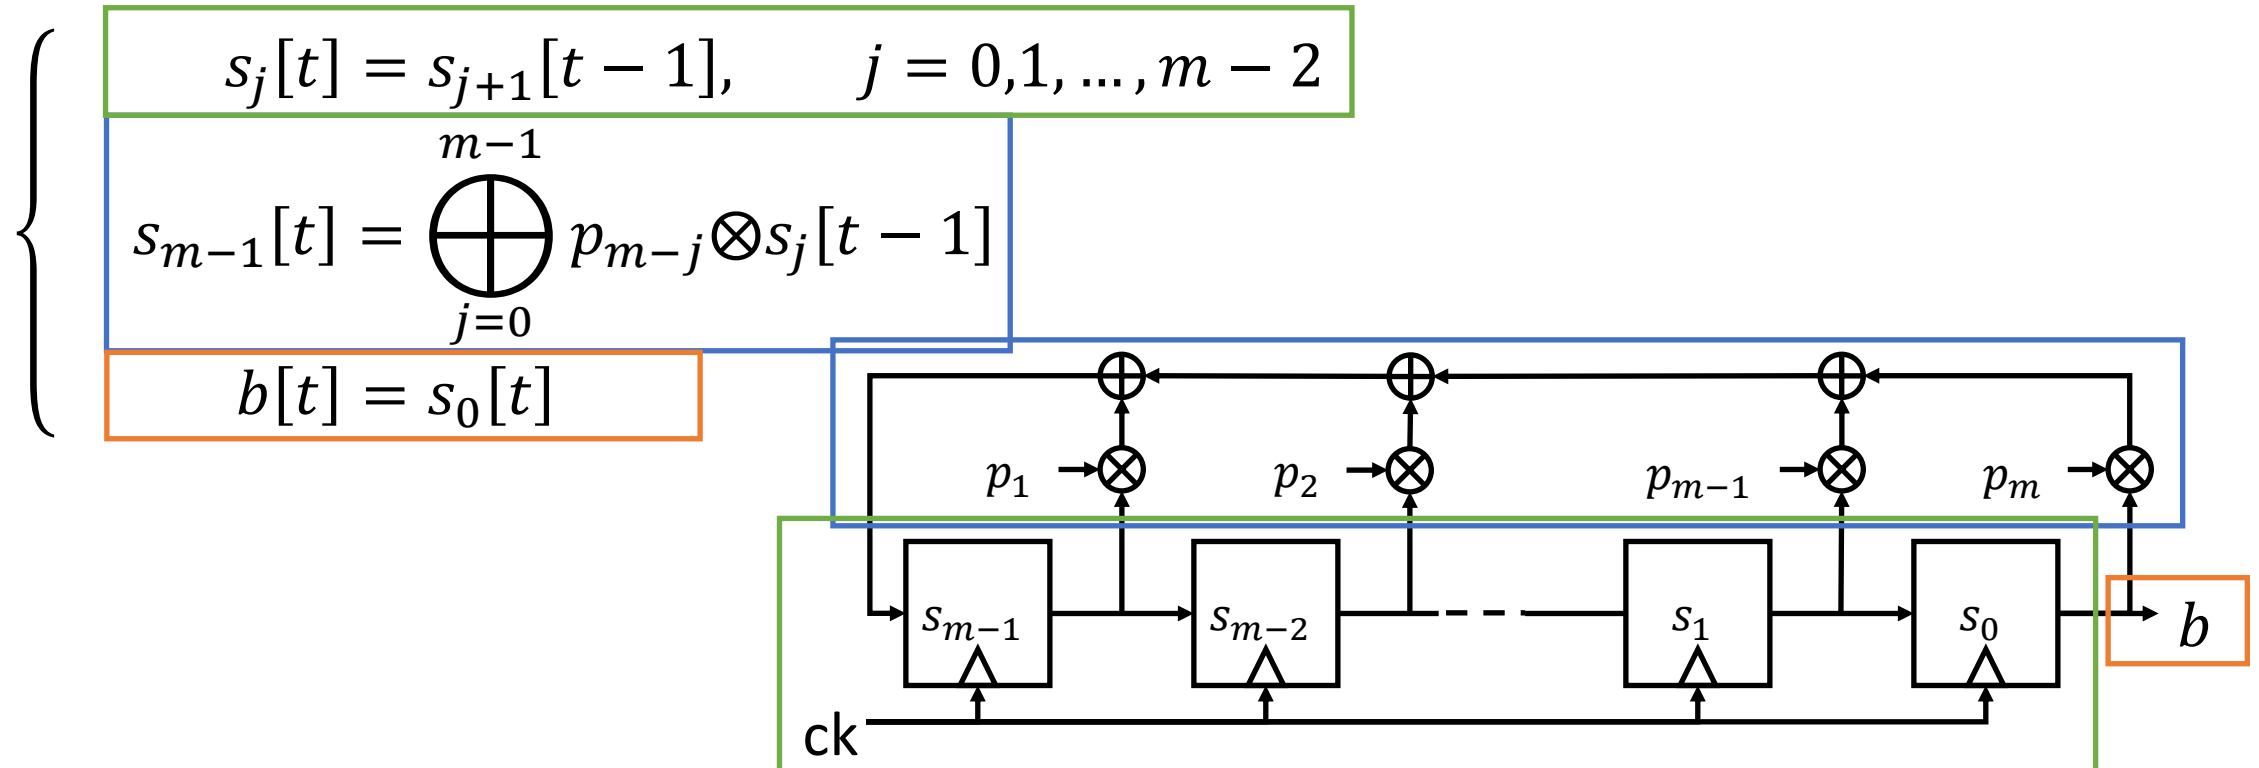 s_j[t] = s_{j+1}[t − 1], j = 0,1, … , m − 2
s_{m−1}[t] = ⨁_{j=0}^{m−1} p_{m−j}⊗s_j[t − 1]
b[t] = s_0[t]
p_1 p_2 p_{m−1} p_m
s_{m−1} s_{m−2} s_1 s_0 b
ck